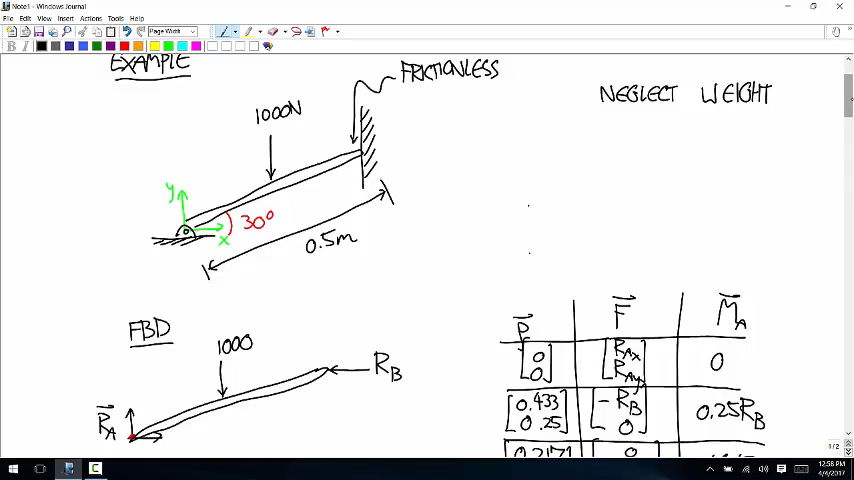 Note1 - Windows Journal
File Edit View Insert Actions Tools Help
Page Width
B I
EXAMPLE
FRICTIONLESS
NEGLECT WEIGHT
1000N
y
x
30°
0.5m
FBD
1000
R_B
R_A
P F M_A
0 R_Ax 0
0 R_Ay
0.433 -R_B 0.25R_B
0.25 0
0
1/2
12:58 PM
4/4/2017